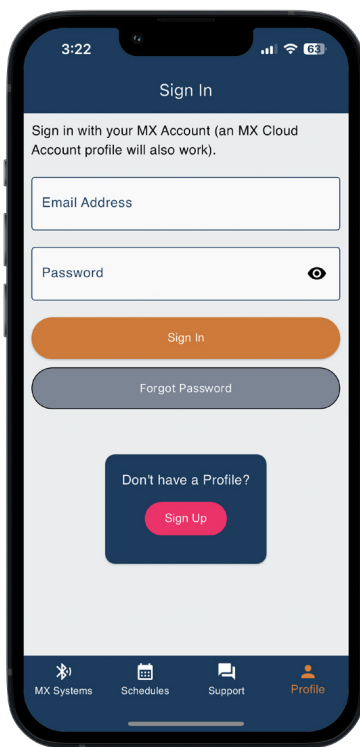 3:22
63
Sign In
Sign in with your MX Account (an MX Cloud
Account profile will also work).
Email Address
Password
Sign In
Forgot Password
Don't have a Profile?
Sign Up
MX Systems
Schedules
Support
Profile